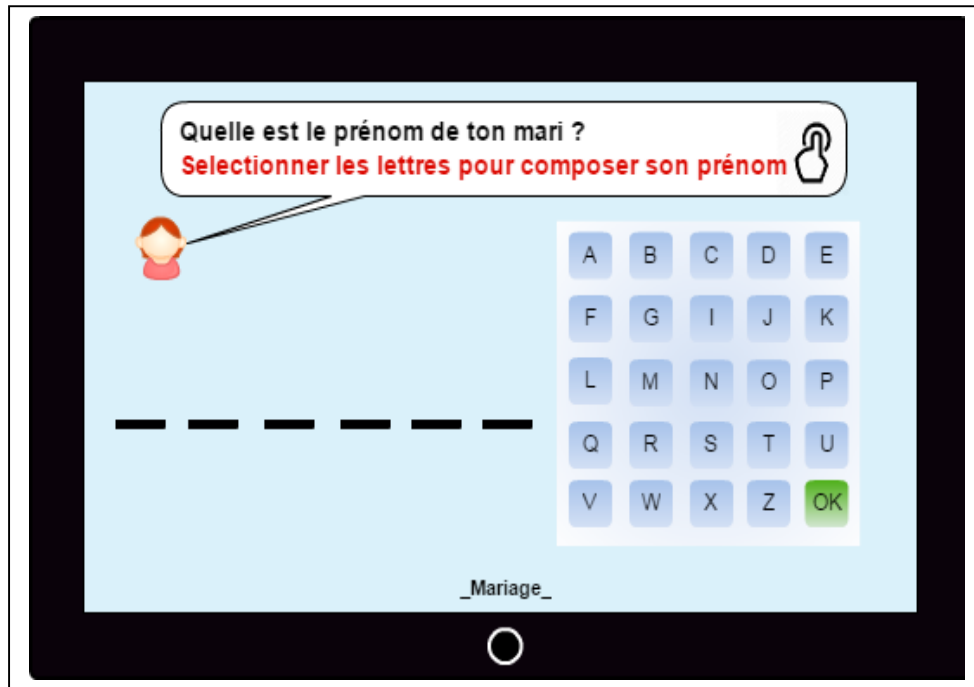 Quelle est le prénom de ton mari ?
Selectionner les lettres pour composer son prénom
A B C D E
F G I J K
L M N O P
Q R S T U
V W X Z OK
_Mariage_